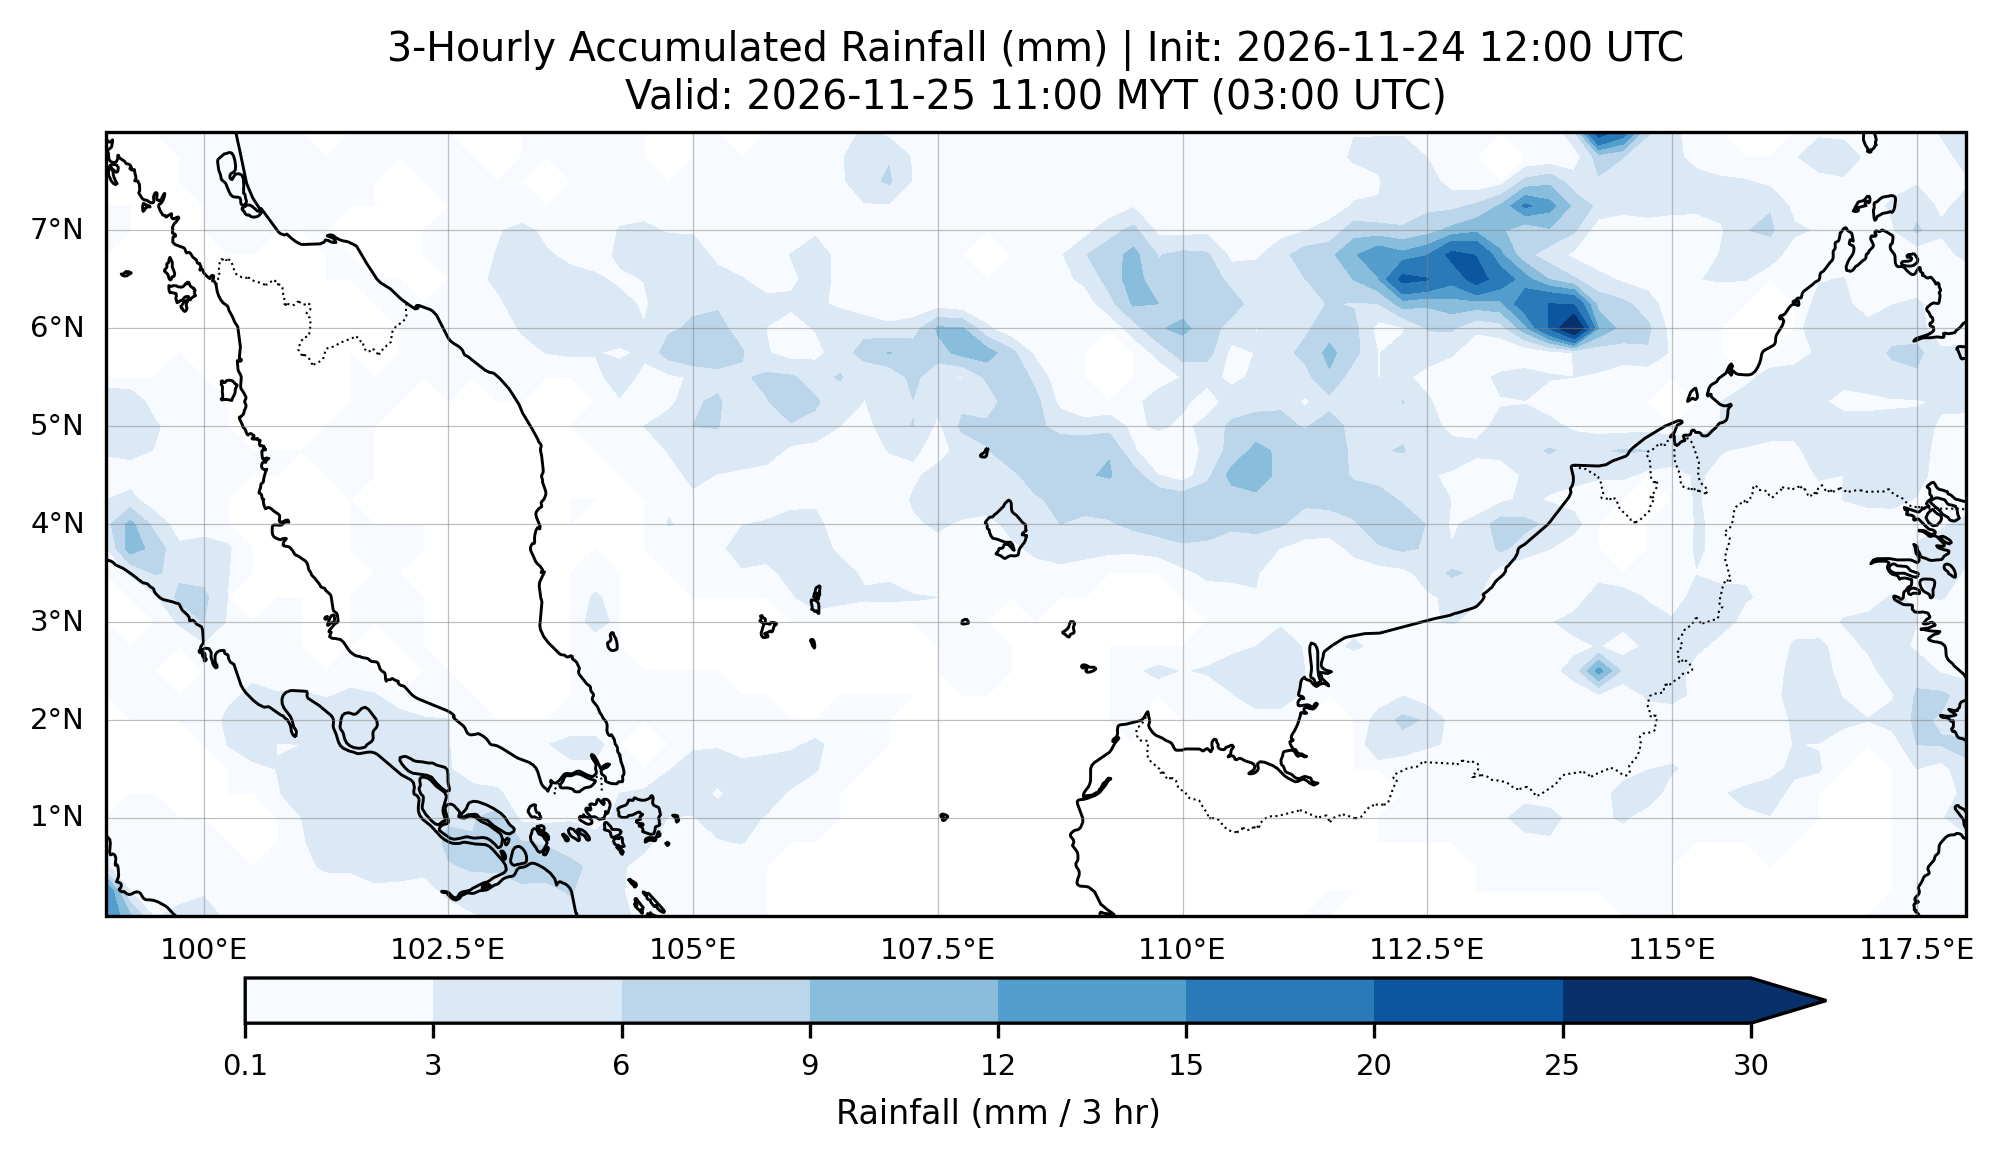 3-Hourly Accumulated Rainfall (mm) | Init: 2026-11-24 12:00 UTC
Valid: 2026-11-25 11:00 MYT (03:00 UTC)
7°N
6°N
5°N
4°N
3°N
2°N
1°N
100°E 102.5°E 105°E 107.5°E 110°E 112.5°E 115°E 117.5°E
0.1 3 6 9 12 15 20 25 30
Rainfall (mm / 3 hr)